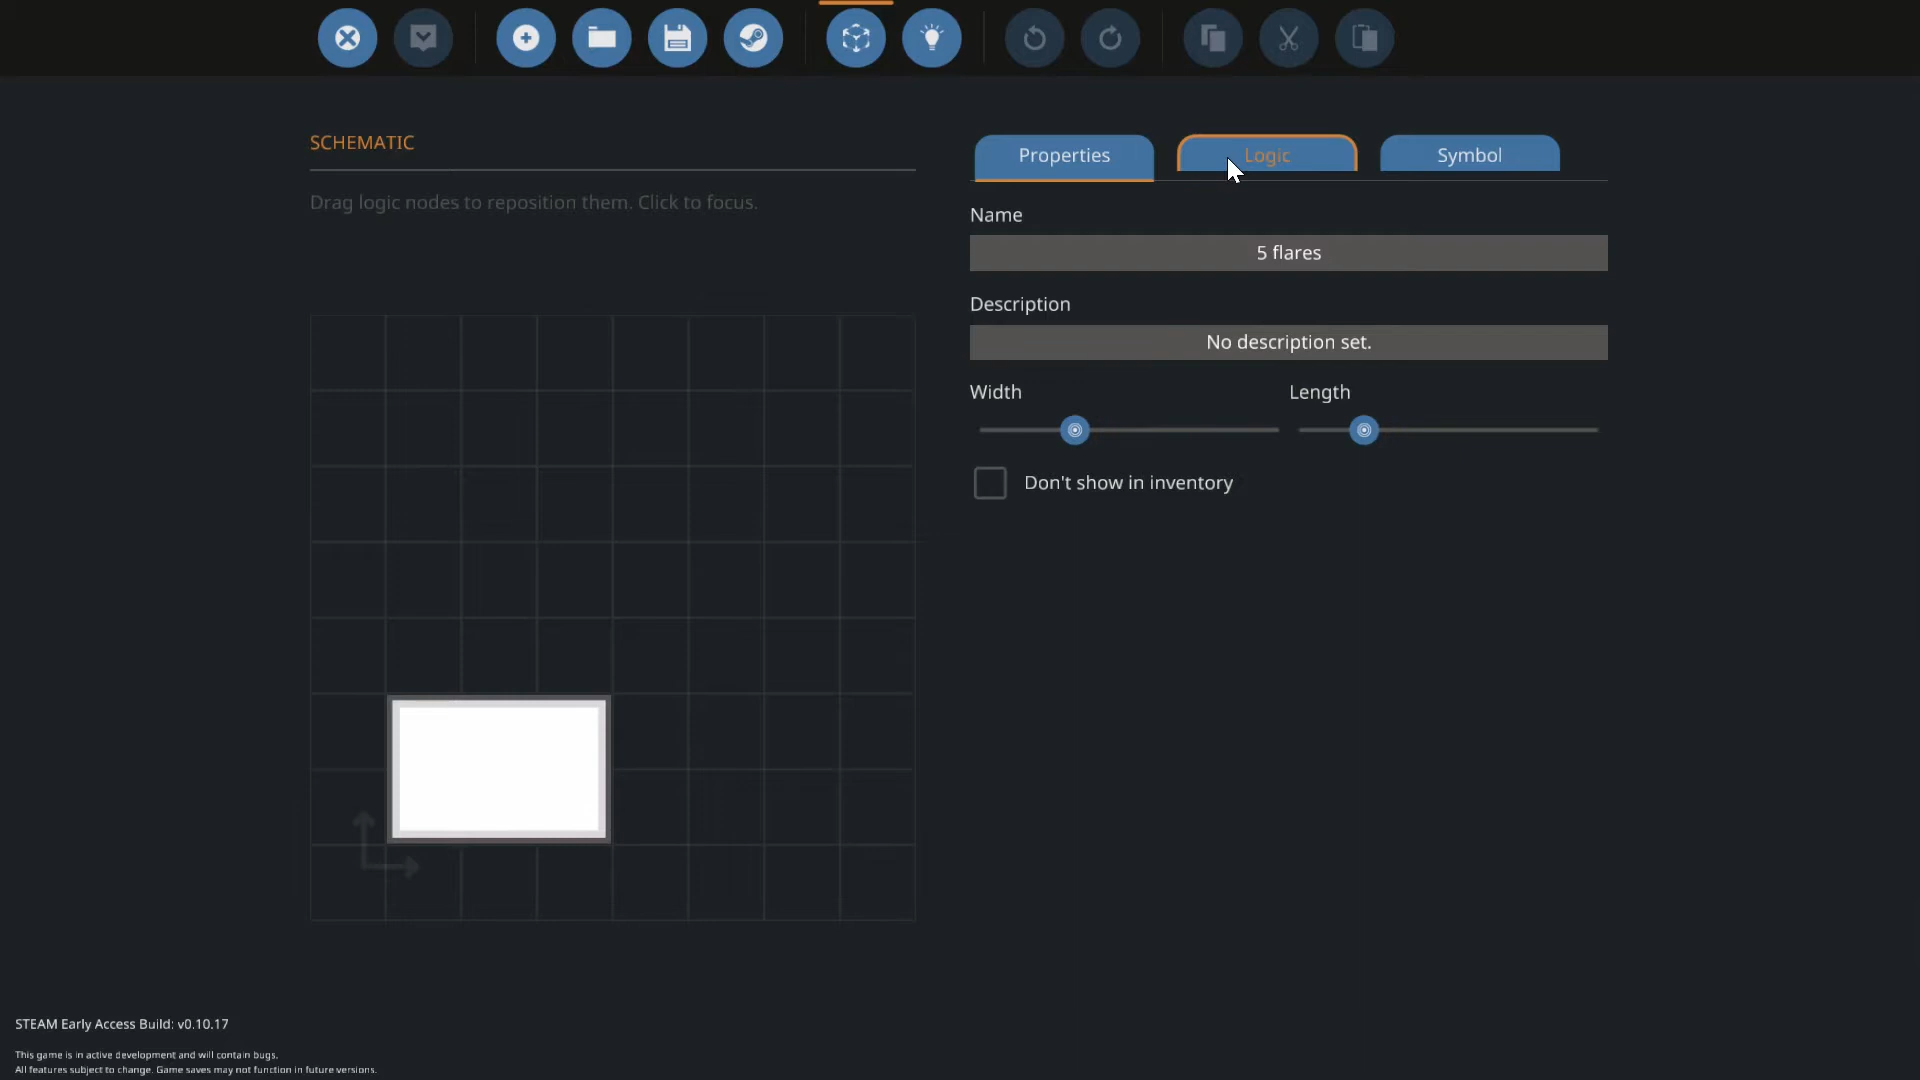 SCHEMATIC
Drag logic nodes to reposition them. Click to focus.
Properties
Logic
Symbol
Name
5 flares
Description
No description set.
Width
Length
Don't show in inventory
STEAM Early Access Build: v0.10.17
This game is in active development and will contain bugs.
All features subject to change. Game saves may not function in future versions.